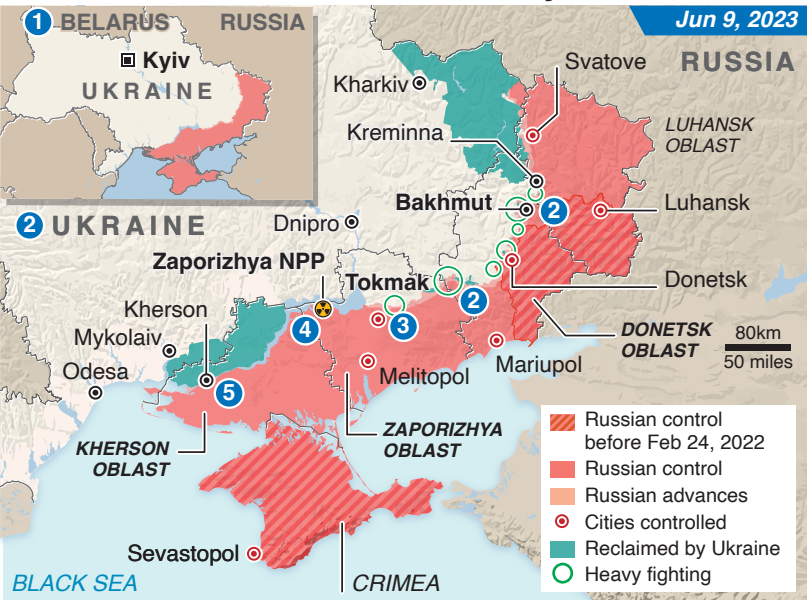 Jun 9, 2023
1 BELARUS
RUSSIA
Kyiv
UKRAINE
RUSSIA
Svatove
Kharkiv
Kreminna
LUHANSK
OBLAST
Bakhmut
2
Luhansk
2 UKRAINE
Dnipro
Zaporizhya NPP
Tokmak
Donetsk
2
Kherson
4
3
Mykolaiv
DONETSK
OBLAST
80km
50 miles
Odesa
5
Melitopol
Mariupol
KHERSON
OBLAST
ZAPORIZHYA
OBLAST
Russian control
before Feb 24, 2022
Russian control
Russian advances
Cities controlled
Reclaimed by Ukraine
Heavy fighting
Sevastopol
BLACK SEA
CRIMEA